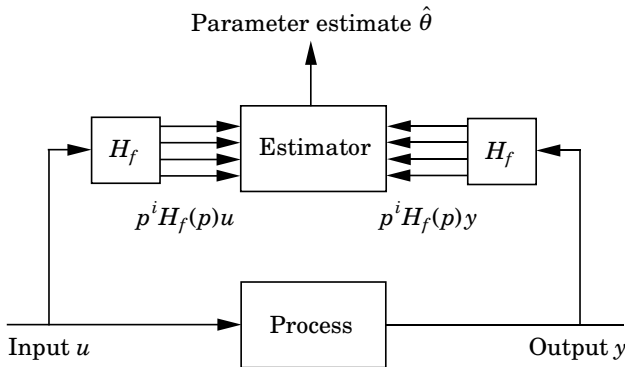 Parameter estimate θ̂
H_f
Estimator
H_f
p^i H_f(p)u
p^i H_f(p)y
Process
Input u
Output y